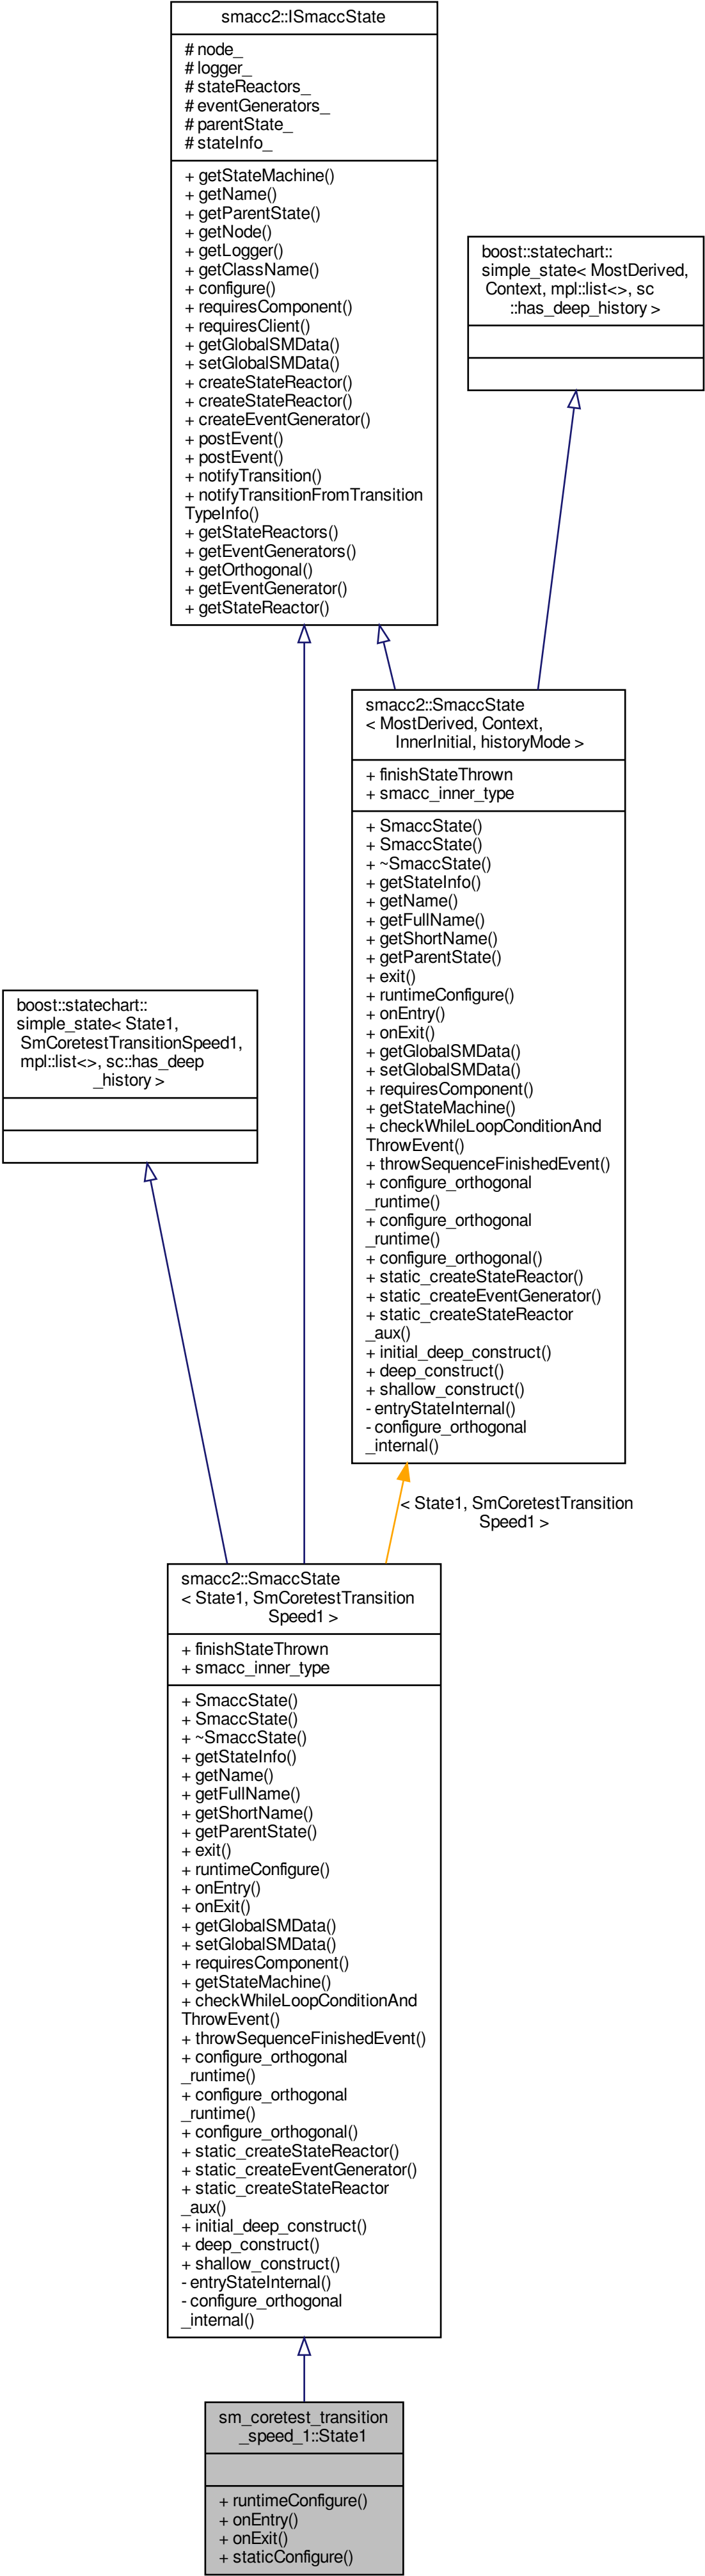 smacc2::ISmaccState
# node_
# logger_
# stateReactors_
# eventGenerators_
# parentState_
# stateInfo_
+ getStateMachine()
+ getName()
+ getParentState()
+ getNode()
+ getLogger()
+ getClassName()
+ configure()
+ requiresComponent()
+ requiresClient()
+ getGlobalSMData()
+ setGlobalSMData()
+ createStateReactor()
+ createStateReactor()
+ createEventGenerator()
+ postEvent()
+ postEvent()
+ notifyTransition()
+ notifyTransitionFromTransition
TypeInfo()
+ getStateReactors()
+ getEventGenerators()
+ getOrthogonal()
+ getEventGenerator()
+ getStateReactor()
boost::statechart::
simple_state< MostDerived,
Context, mpl::list<>, sc
::has_deep_history >
smacc2::SmaccState
< MostDerived, Context,
InnerInitial, historyMode >
+ finishStateThrown
+ smacc_inner_type
+ SmaccState()
+ SmaccState()
+ ~SmaccState()
+ getStateInfo()
+ getName()
+ getFullName()
+ getShortName()
+ getParentState()
+ exit()
+ runtimeConfigure()
+ onEntry()
+ onExit()
+ getGlobalSMData()
+ setGlobalSMData()
+ requiresComponent()
+ getStateMachine()
+ checkWhileLoopConditionAnd
ThrowEvent()
+ throwSequenceFinishedEvent()
+ configure_orthogonal
_runtime()
+ configure_orthogonal
_runtime()
+ configure_orthogonal()
+ static_createStateReactor()
+ static_createEventGenerator()
+ static_createStateReactor
_aux()
+ initial_deep_construct()
+ deep_construct()
+ shallow_construct()
- entryStateInternal()
- configure_orthogonal
_internal()
boost::statechart::
simple_state< State1,
SmCoretestTransitionSpeed1,
mpl::list<>, sc::has_deep
_history >
< State1, SmCoretestTransition
Speed1 >
smacc2::SmaccState
< State1, SmCoretestTransition
Speed1 >
+ finishStateThrown
+ smacc_inner_type
+ SmaccState()
+ SmaccState()
+ ~SmaccState()
+ getStateInfo()
+ getName()
+ getFullName()
+ getShortName()
+ getParentState()
+ exit()
+ runtimeConfigure()
+ onEntry()
+ onExit()
+ getGlobalSMData()
+ setGlobalSMData()
+ requiresComponent()
+ getStateMachine()
+ checkWhileLoopConditionAnd
ThrowEvent()
+ throwSequenceFinishedEvent()
+ configure_orthogonal
_runtime()
+ configure_orthogonal
_runtime()
+ configure_orthogonal()
+ static_createStateReactor()
+ static_createEventGenerator()
+ static_createStateReactor
_aux()
+ initial_deep_construct()
+ deep_construct()
+ shallow_construct()
- entryStateInternal()
- configure_orthogonal
_internal()
sm_coretest_transition
_speed_1::State1
+ runtimeConfigure()
+ onEntry()
+ onExit()
+ staticConfigure()